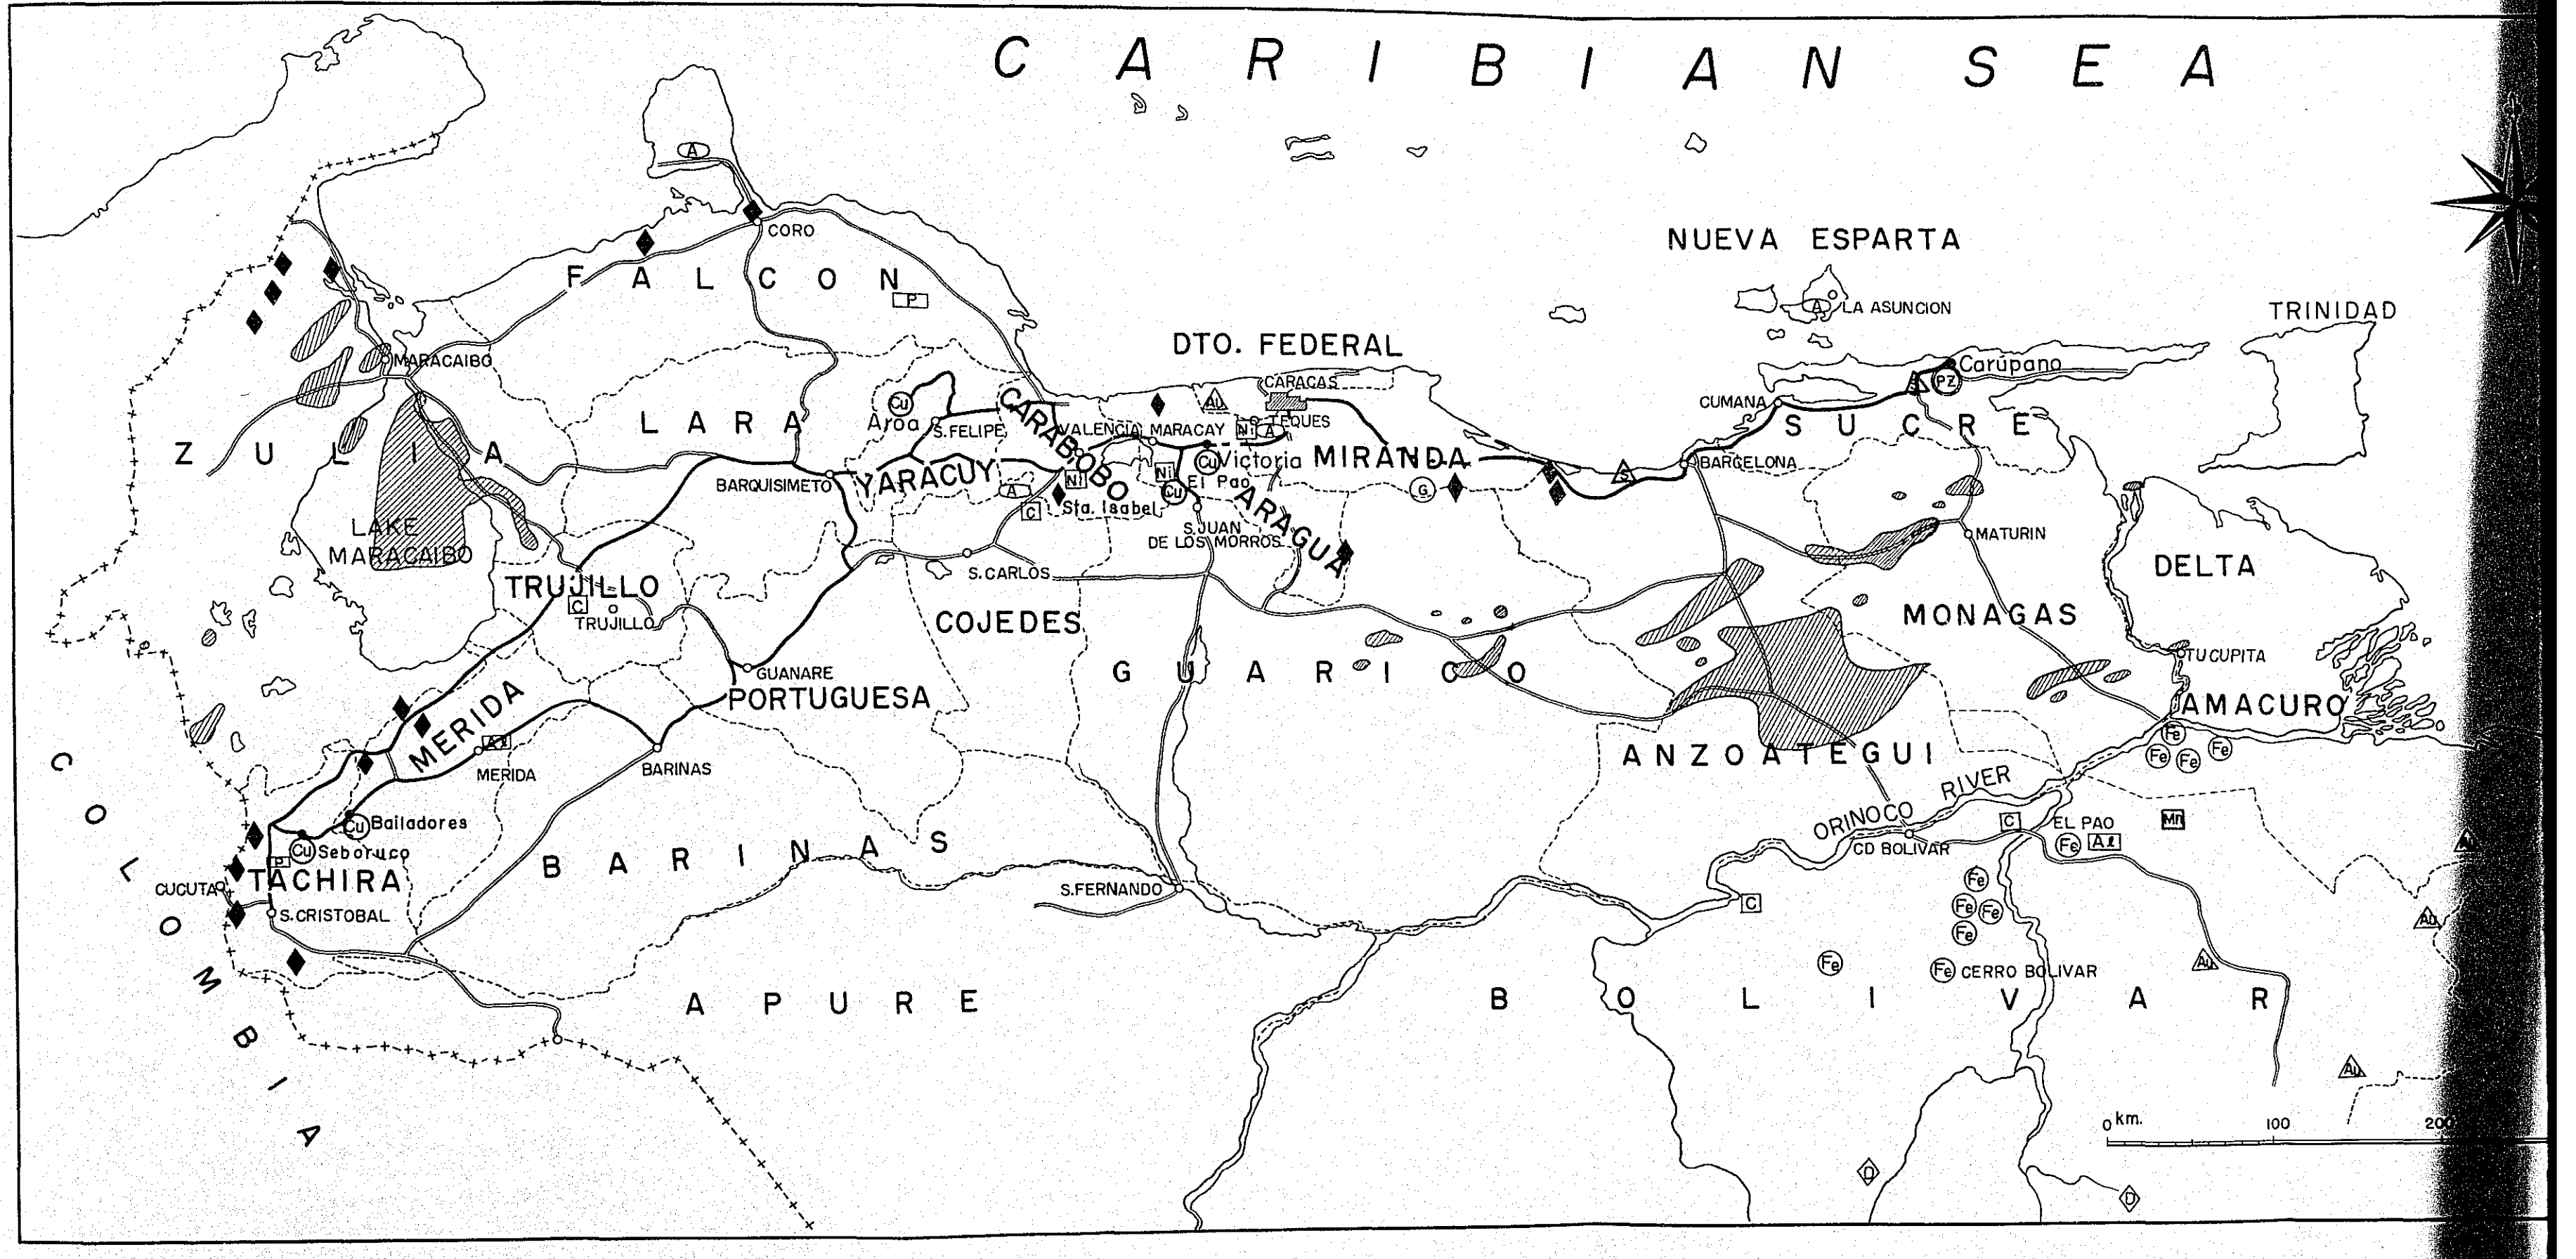 CARIBIAN SEA
A
CORO
FALCON
P
NUEVA ESPARTA
A
LA ASUNCION
TRINIDAD
DTO. FEDERAL
MARACAIBO
CARACAS
Carúpano
PZ
S
CUMANA
SUCRE
LARA
Cu
Aroa
S. FELIPE
CARABOBO
VALENCIA
MARACAY
Au
TEQUES
Ni
A
ZULIA
BARQUISIMETO
YARACUY
A
Ni
C
Sta. Isabel
Ni
Cu
El Pao
Cu
Victoria
MIRANDA
G
S
BARCELONA
ARAGUA
S. JUAN
DE LOS MORROS
LAKE
MARACAIBO
S. CARLOS
MATURIN
TRUJILLO
C
TRUJILLO
COJEDES
DELTA
MONAGAS
GUANARE
PORTUGUESA
GUARICO
TUCUPITA
AMACURO
Fe
Fe
Fe
Fe
MERIDA
MERIDA
BARINAS
ANZOATEGUI
ORINOCO RIVER
CD BOLIVAR
C
EL PAO
Fe
Al
Mn
Cu
Bailadores
Cu
Seboruco
P
BARINAS
CUCUTA
TACHIRA
S. CRISTOBAL
S. FERNANDO
C
Fe
Fe
Fe
Fe
Fe
Fe
CERRO BOLIVAR
Au
Au
COLOMBIA
APURE
BOLIVAR
Au
0 km.
100
200
D
D